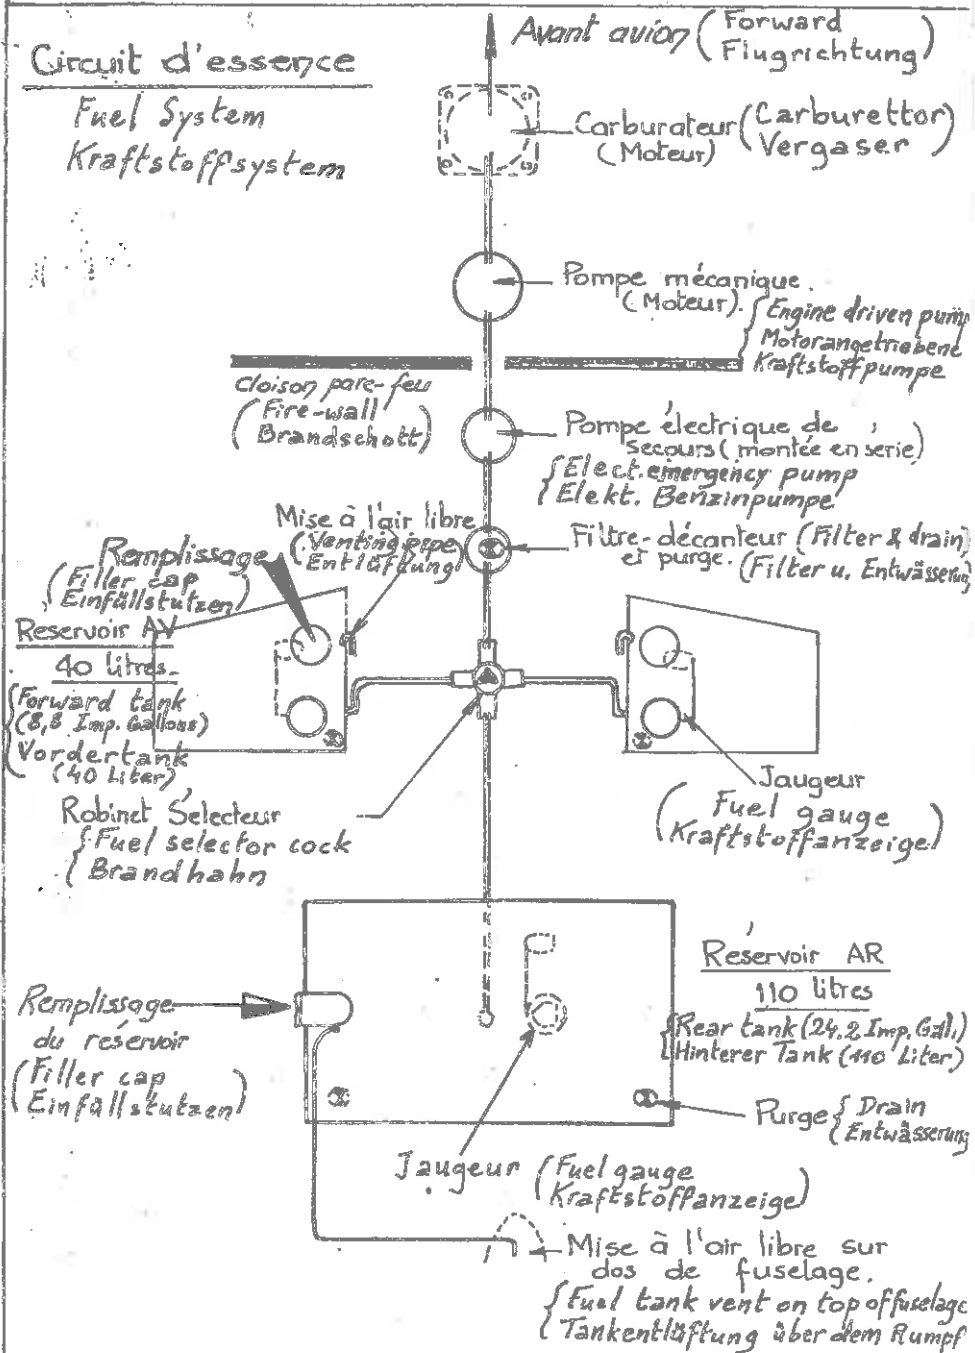 Circuit d'essence
Fuel System
Kraftstoffsystem
Avant avion (Forward
Flugrichtung)
Carburateur (Carburettor)
(Moteur) Vergaser
Pompe mécanique.
(Moteur).
Engine driven pump
Motorangetriebene
Kraftstoffpumpe
Cloison pare-feu
(Fire-wall
Brandschott)
Pompe électrique de
secours (montée en série)
Elect. emergency pump
Elekt. Benzinpumpe
Mise à l'air libre
(Venting pipe
Entlüftung)
Filtre-décanteur (Filter & drain)
et purge. (Filter u. Entwässerung)
Remplissage
(Filler cap
Einfüllstutzen)
Reservoir AV
40 litres.
Forward tank
(8,8 Imp. Gallons)
Vordertank
(40 Liter)
Robinet Sélecteur
Fuel selector cock
Brandhahn
Jaugeur
(Fuel gauge
Kraftstoffanzeige)
Réservoir AR
110 litres
Rear tank (24.2 Imp. Gal.)
Hinterer Tank (110 Liter)
Remplissage
du réservoir
(Filler cap
Einfüllstutzen)
Purge { Drain
Entwässerung
Jaugeur (Fuel gauge
Kraftstoffanzeige)
Mise à l'air libre sur
dos de fuselage.
Fuel tank vent on top of fuselage
Tankentlüftung über dem Rumpf